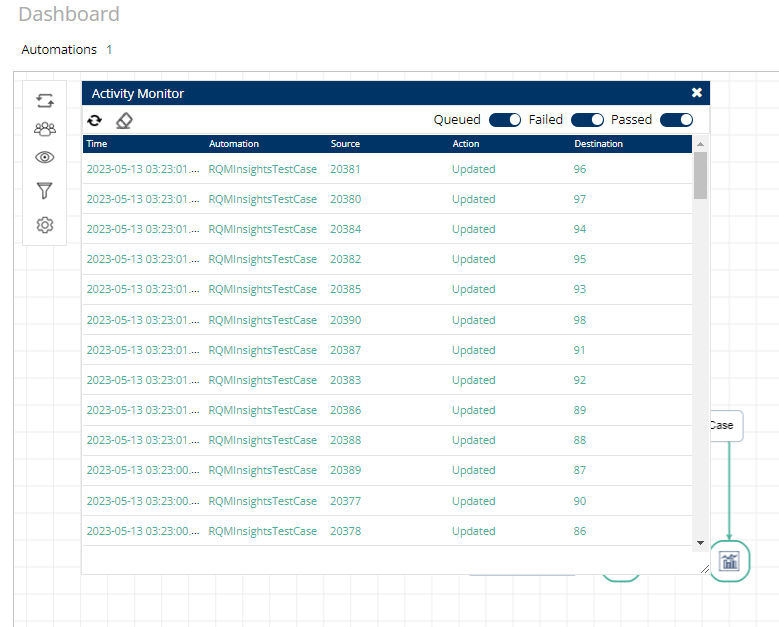 Dashboard
Automations 1
Activity Monitor
Queued Failed Passed
Time Automation Source Action Destination
2023-05-13 03:23:01.... RQMInsightsTestCase 20381 Updated 96
2023-05-13 03:23:01.... RQMInsightsTestCase 20380 Updated 97
2023-05-13 03:23:01.... RQMInsightsTestCase 20384 Updated 94
2023-05-13 03:23:01.... RQMInsightsTestCase 20382 Updated 95
2023-05-13 03:23:01.... RQMInsightsTestCase 20385 Updated 93
2023-05-13 03:23:01.... RQMInsightsTestCase 20390 Updated 98
2023-05-13 03:23:01.... RQMInsightsTestCase 20387 Updated 91
2023-05-13 03:23:01.... RQMInsightsTestCase 20383 Updated 92
2023-05-13 03:23:01.... RQMInsightsTestCase 20386 Updated 89
Case
2023-05-13 03:23:01.... RQMInsightsTestCase 20388 Updated 88
2023-05-13 03:23:00.... RQMInsightsTestCase 20389 Updated 87
2023-05-13 03:23:00.... RQMInsightsTestCase 20377 Updated 90
2023-05-13 03:23:00.... RQMInsightsTestCase 20378 Updated 86